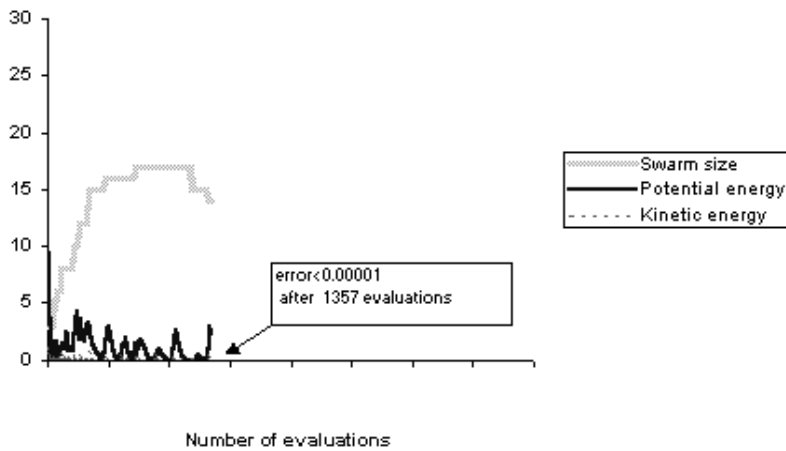 30
25
20
15
10
5
0
Swarm size
Potential energy
Kinetic energy
error<0.00001
after 1357 evaluations
Number of evaluations